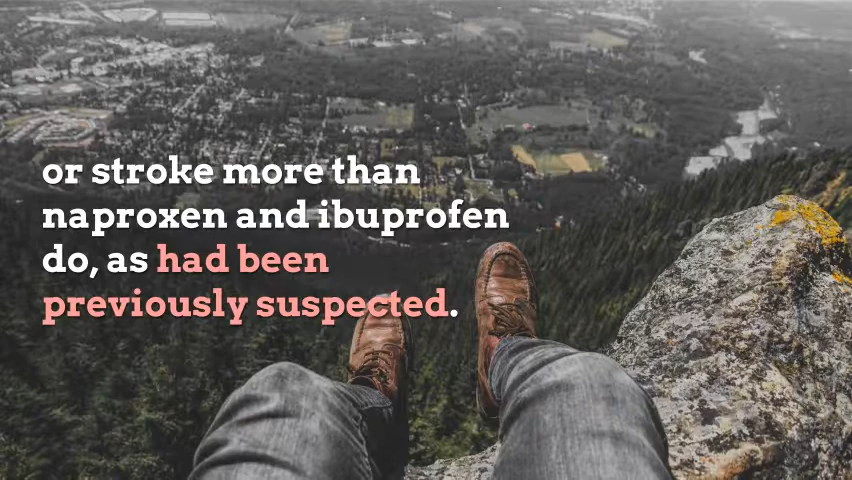 or stroke more than
naproxen and ibuprofen
do, as had been
previously suspected.